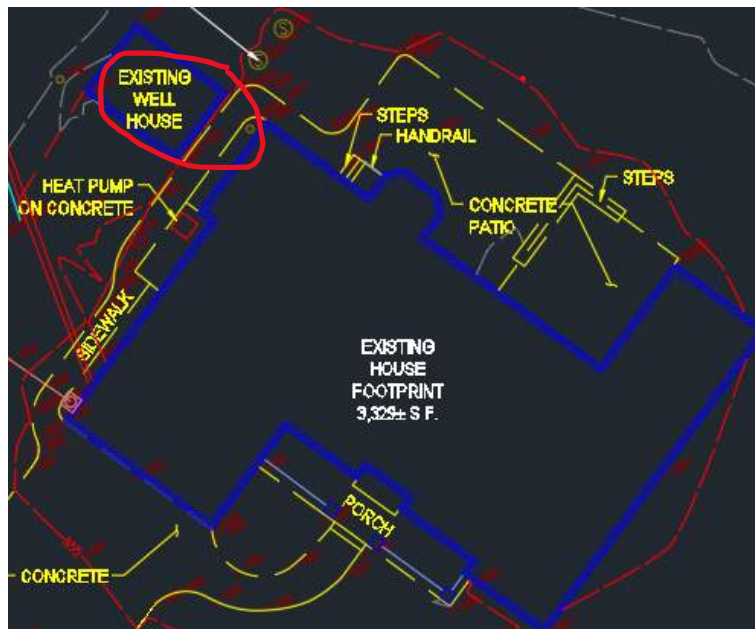 S
S
EXISTING
WELL
HOUSE
STEPS
HANDRAIL
STEPS
HEAT PUMP
ON CONCRETE
CONCRETE
PATIO
SIDEWALK
EXISTING
HOUSE
FOOTPRINT
3,329± S F.
PORCH
CONCRETE